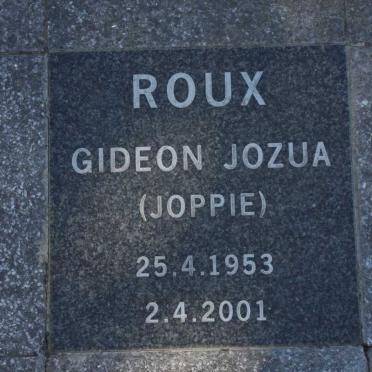 ROUX
GIDEON JOZUA
(JOPPIE)
25.4.1953
2.4.2001